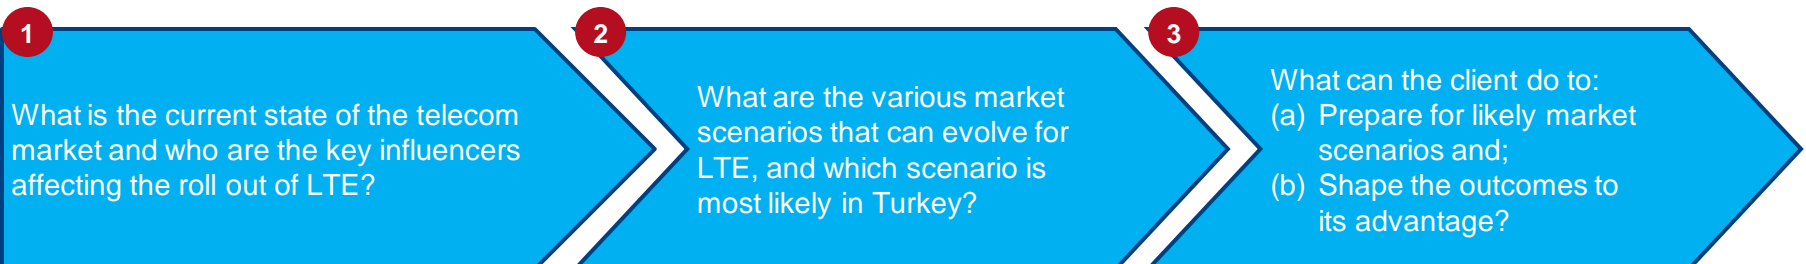 1
What is the current state of the telecom
market and who are the key influencers
affecting the roll out of LTE?
2
What are the various market
scenarios that can evolve for
LTE, and which scenario is
most likely in Turkey?
3
What can the client do to:
(a) Prepare for likely market
scenarios and;
(b) Shape the outcomes to
its advantage?